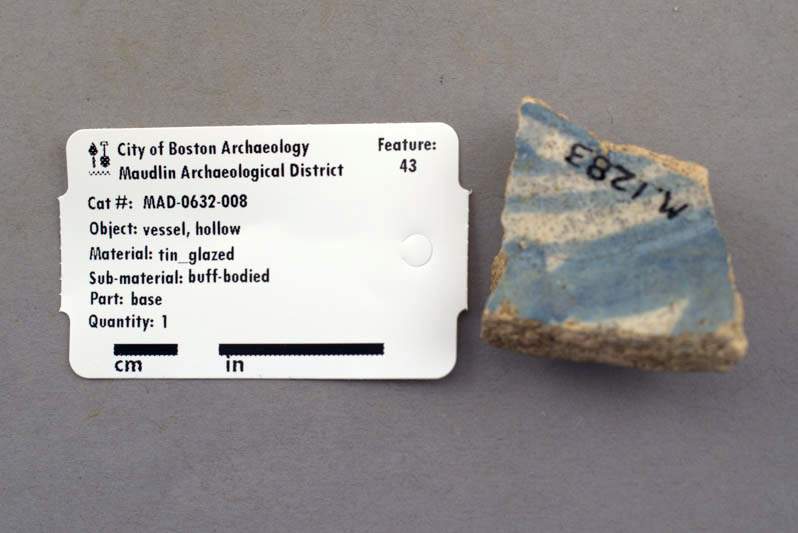 City of Boston Archaeology
Maudlin Archaeological District
Feature:
43
Cat #: MAD-0632-008
Object: vessel, hollow
Material: tin_glazed
Sub-material: buff-bodied
Part: base
Quantity: 1
cm
in
M.1283